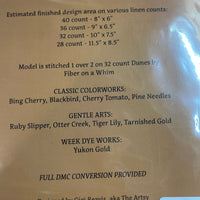 Estimated finished design area on various linen counts:
40 count - 8" x 6"
36 count - 9" x 6.5"
32 count - 10" x 7.5"
28 count - 11.5" x 8.5"
Model is stitched 1 over 2 on 32 count Dunes by
Fiber on a Whim
CLASSIC COLORWORKS:
Bing Cherry, Blackbird, Cherry Tomato, Pine Needles
GENTLE ARTS:
Ruby Slipper, Otter Creek, Tiger Lily, Tarnished Gold
WEEK DYE WORKS:
Yukon Gold
FULL DMC CONVERSION PROVIDED
aka The Artsy